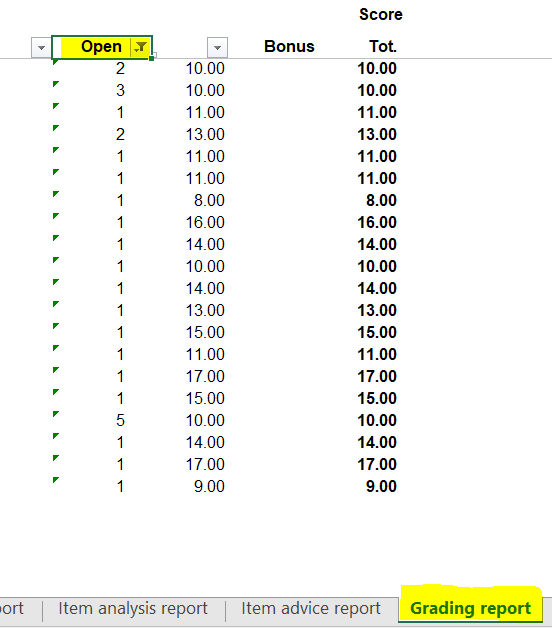 Score
Open Bonus Tot.
2 10.00 10.00
3 10.00 10.00
1 11.00 11.00
2 13.00 13.00
1 11.00 11.00
1 11.00 11.00
1 8.00 8.00
1 16.00 16.00
1 14.00 14.00
1 10.00 10.00
1 14.00 14.00
1 13.00 13.00
1 15.00 15.00
1 11.00 11.00
1 17.00 17.00
1 15.00 15.00
5 10.00 10.00
1 14.00 14.00
1 17.00 17.00
1 9.00 9.00
ort Item analysis report Item advice report Grading report